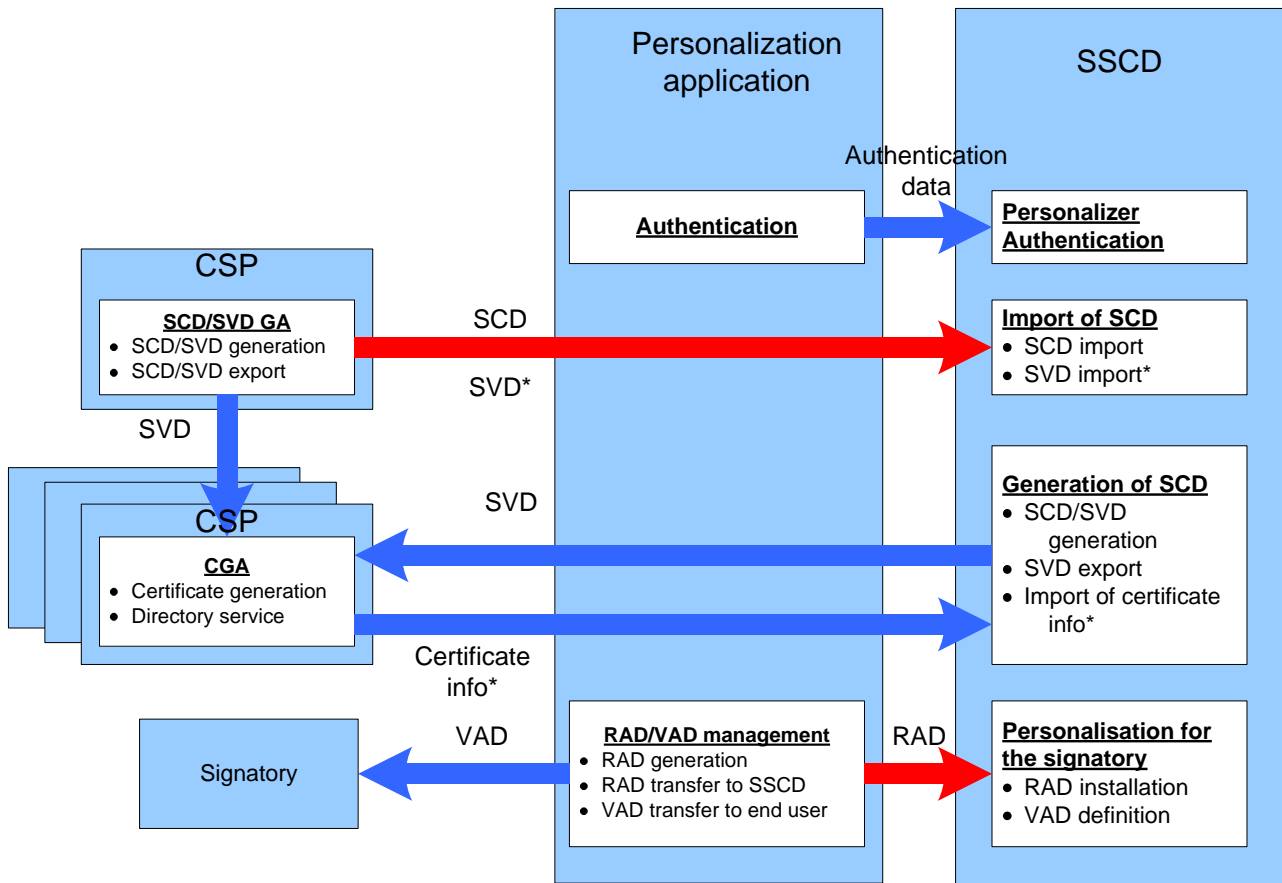 Personalization
application
SSCD
Authentication
data
Authentication
Personalizer
Authentication
CSP
SCD/SVD GA
• SCD/SVD generation
• SCD/SVD export
SCD
SVD*
Import of SCD
• SCD import
• SVD import*
SVD
CSP
CGA
• Certificate generation
• Directory service
SVD
Generation of SCD
• SCD/SVD
generation
• SVD export
• Import of certificate
info*
Certificate
info*
Signatory
VAD
RAD/VAD management
• RAD generation
• RAD transfer to SSCD
• VAD transfer to end user
RAD
Personalisation for
the signatory
• RAD installation
• VAD definition